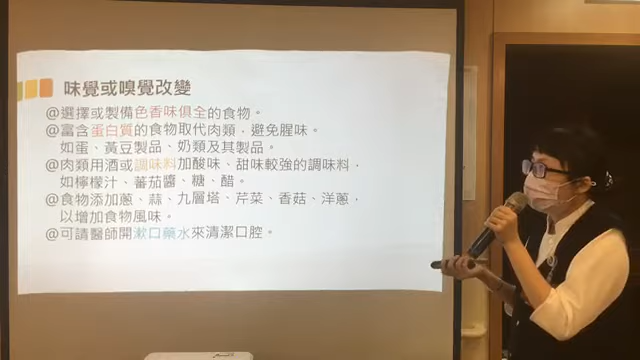 味覺或嗅覺改變
@選擇或製備色香味俱全的食物。
@富含蛋白質的食物取代肉類，避免腥味。
如蛋、黃豆製品、奶類及其製品。
@肉類用酒或調味料加酸味、甜味較強的調味料，
如檸檬汁、蕃茄醬、糖、醋。
@食物添加蔥、蒜、九層塔、芹菜、香菇、洋蔥，
以增加食物風味。
@可請醫師開漱口藥水來清潔口腔。